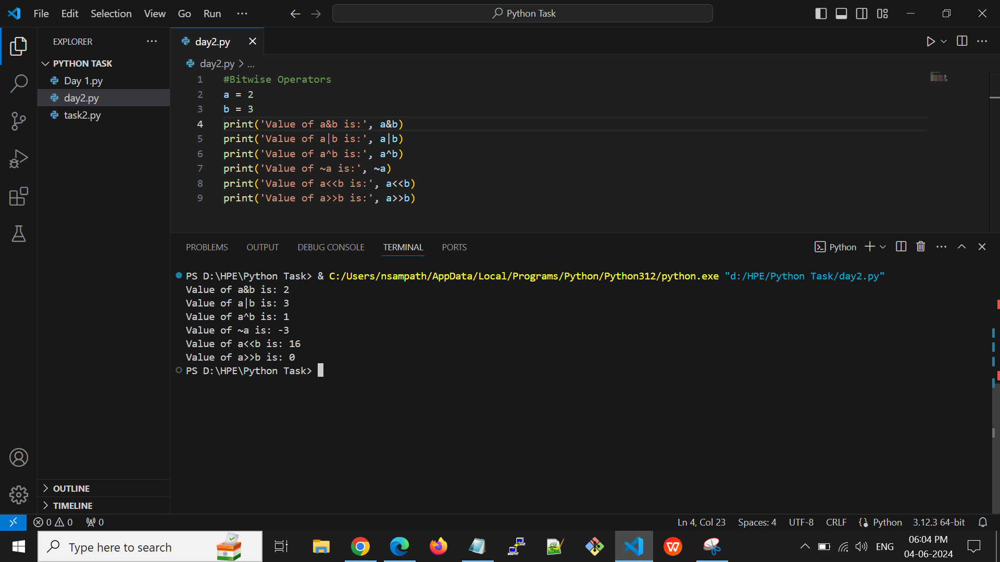 File Edit Selection View Go Run ...
Python Task
EXPLORER
PYTHON TASK
Day 1.py
day2.py
task2.py
OUTLINE
TIMELINE
day2.py
day2.py > ...
1 #Bitwise Operators
2 a = 2
3 b = 3
4 print('Value of a&b is:', a&b)
5 print('Value of a|b is:', a|b)
6 print('Value of a^b is:', a^b)
7 print('Value of ~a is:', ~a)
8 print('Value of a<<b is:', a<<b)
9 print('Value of a>>b is:', a>>b)
PROBLEMS OUTPUT DEBUG CONSOLE TERMINAL PORTS
Python
PS D:\HPE\Python Task> & C:/Users/nsampath/AppData/Local/Programs/Python/Python312/python.exe "d:/HPE/Python Task/day2.py"
Value of a&b is: 2
Value of a|b is: 3
Value of a^b is: 1
Value of ~a is: -3
Value of a<<b is: 16
Value of a>>b is: 0
PS D:\HPE\Python Task>
0 0 0
Ln 4, Col 23 Spaces: 4 UTF-8 CRLF Python 3.12.3 64-bit
Type here to search
ENG
06:04 PM
04-06-2024